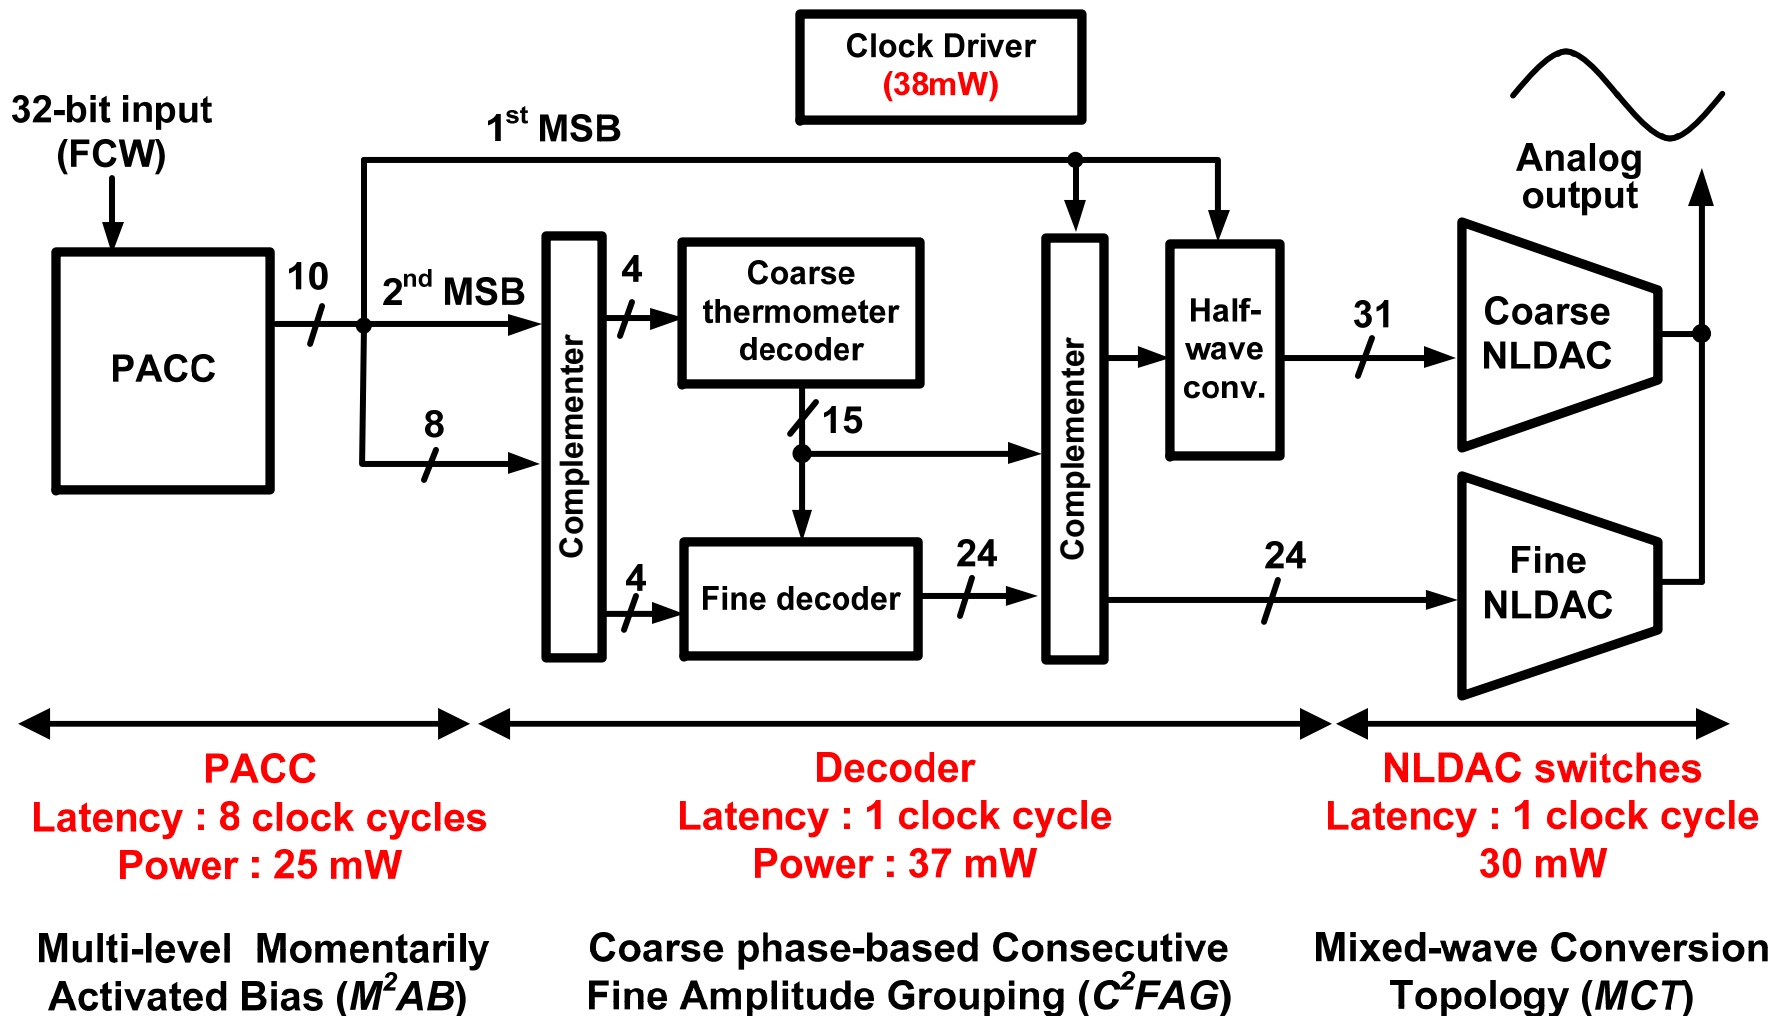 Clock Driver
(38mW)
32-bit input
(FCW)
1st MSB
Analog
output
PACC
10
2nd MSB
8
Complementer
4
Coarse
thermometer
decoder
15
4
Fine decoder
24
Complementer
Half-
wave
conv.
31
24
Coarse
NLDAC
Fine
NLDAC
PACC
Latency : 8 clock cycles
Power : 25 mW
Decoder
Latency : 1 clock cycle
Power : 37 mW
NLDAC switches
Latency : 1 clock cycle
30 mW
Multi-level Momentarily
Activated Bias (M²AB)
Coarse phase-based Consecutive
Fine Amplitude Grouping (C²FAG)
Mixed-wave Conversion
Topology (MCT)